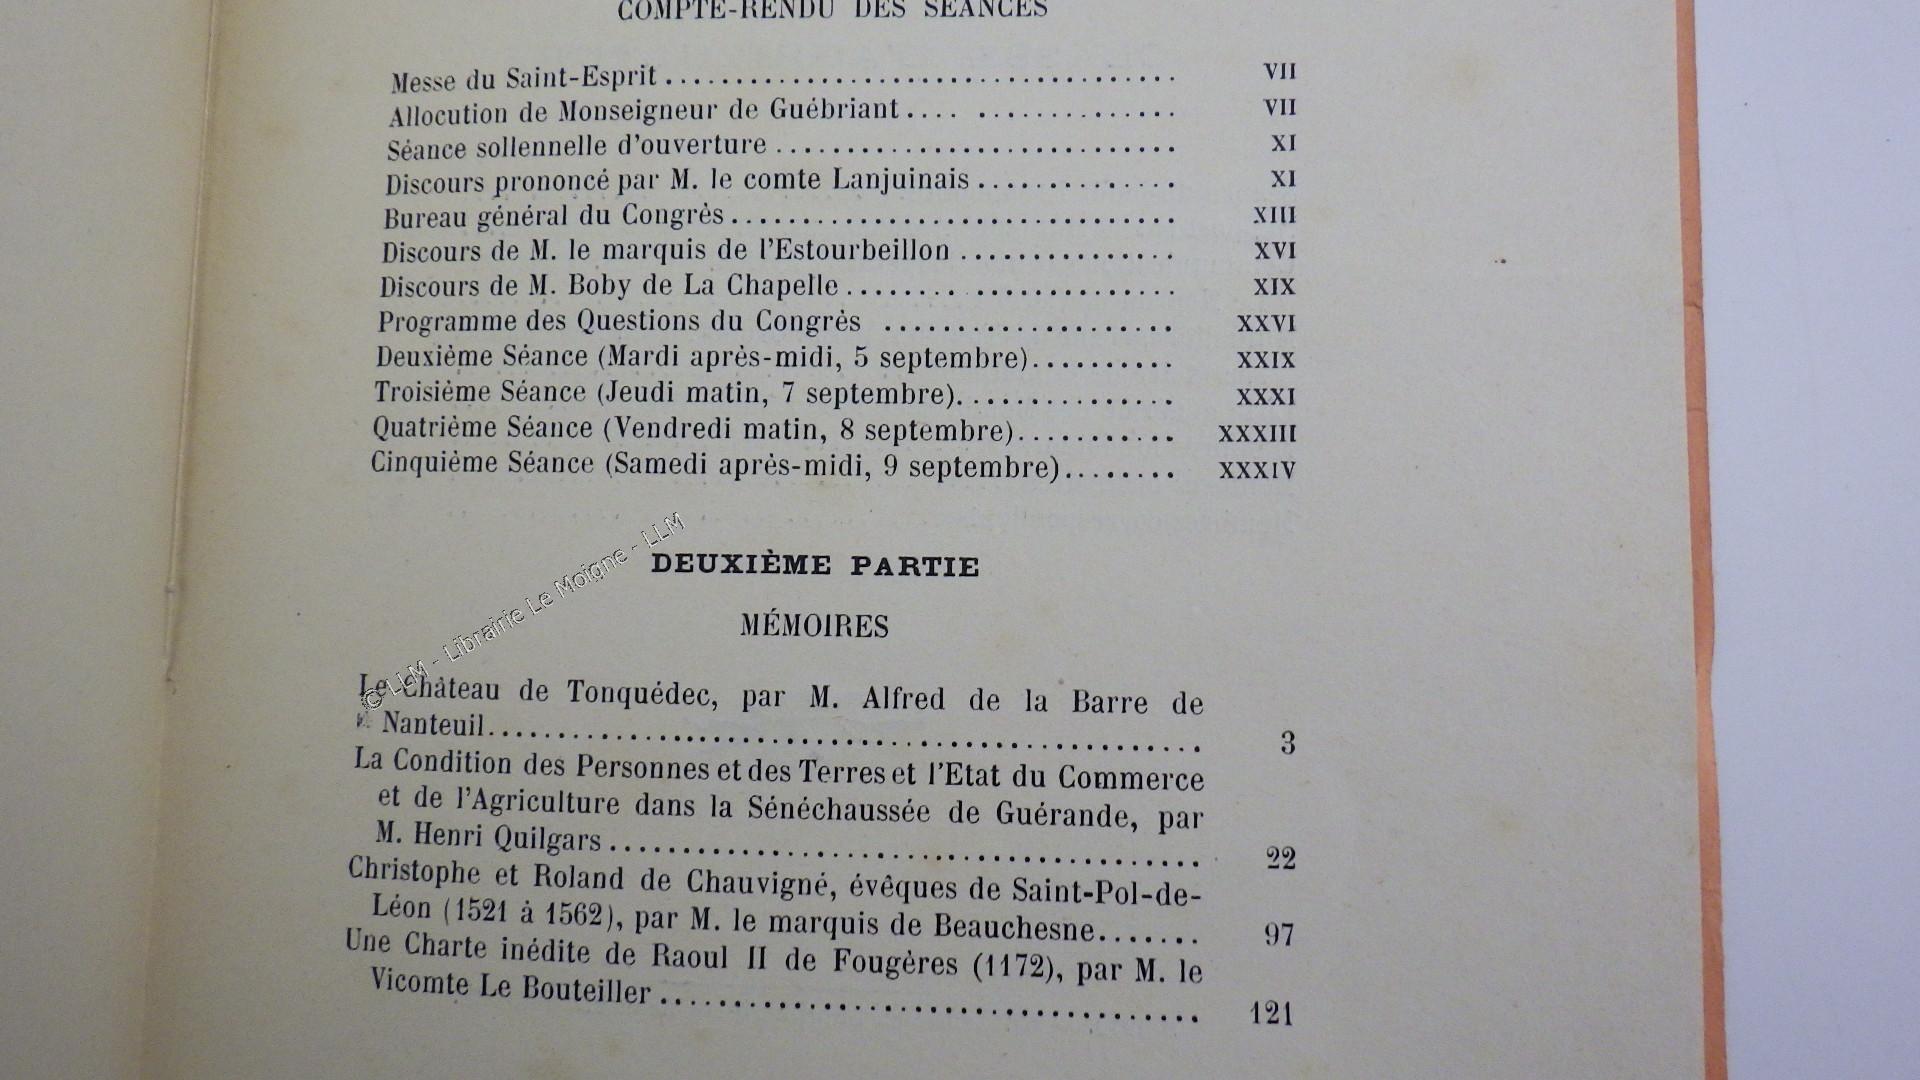 COMPTE-RENDU DES SÉANCES
Messe du Saint-Esprit .................................... VII
Allocution de Monseigneur de Guébriant .... .............. VII
Séance sollennelle d'ouverture ............................ XI
Discours prononcé par M. le comte Lanjuinais .............. XI
Bureau général du Congrès ................................ XIII
Discours de M. le marquis de l'Estourbeillon ............... XVI
Discours de M. Boby de La Chapelle ........ .............. XIX
Programme des Questions du Congrès .................... XXVI
Deuxième Séance (Mardi après-midi, 5 septembre).......... XXIX
Troisième Séance (Jeudi matin, 7 septembre). .............. XXXI
Quatrième Séance (Vendredi matin, 8 septembre)........... XXXIII
Cinquième Séance (Samedi après-midi, 9 septembre)........ XXXIV
DEUXIÈME PARTIE
MÉMOIRES
Le Château de Tonquédec, par M. Alfred de la Barre de
Nanteuil.................................................. 3
La Condition des Personnes et des Terres et l'Etat du Commerce
et de l'Agriculture dans la Sénéchaussée de Guérande, par
M. Henri Quilgars ......................................... 22
Christophe et Roland de Chauvigné, évêques de Saint-Pol-de-
Léon (1521 à 1562), par M. le marquis de Beauchesne....... 97
Une Charte inédite de Raoul II de Fougères (1172), par M. le
Vicomte Le Bouteiller ..................................... 121
© LLM - Librairie Le Moigne - LLM